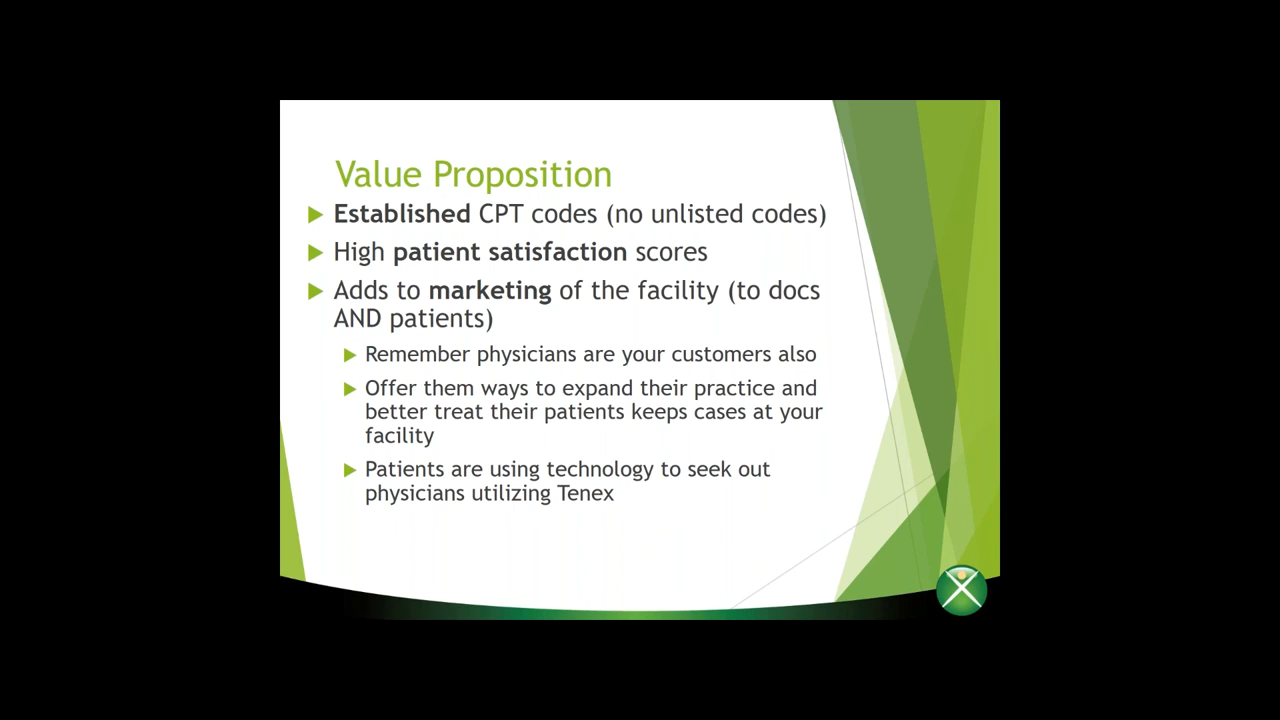 Value Proposition
Established CPT codes (no unlisted codes)
High patient satisfaction scores
Adds to marketing of the facility (to docs
AND patients)
Remember physicians are your customers also
Offer them ways to expand their practice and
better treat their patients keeps cases at your
facility
Patients are using technology to seek out
physicians utilizing Tenex